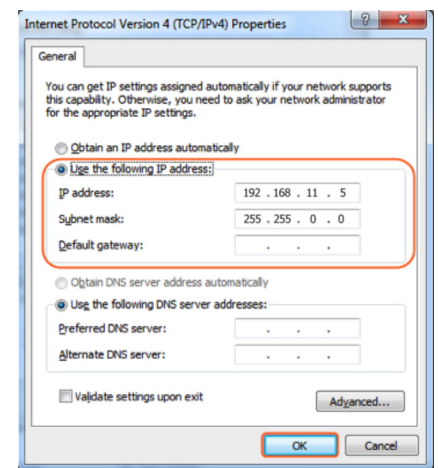 Internet Protocol Version 4 (TCP/IPv4) Properties
General
You can get IP settings assigned automatically if your network supports
this capability. Otherwise, you need to ask your network administrator
for the appropriate IP settings.
Obtain an IP address automatically
Use the following IP address:
IP address: 192 . 168 . 11 . 5
Subnet mask: 255 . 255 . 0 . 0
Default gateway: . . .
Obtain DNS server address automatically
Use the following DNS server addresses:
Preferred DNS server: . . .
Alternate DNS server: . . .
Validate settings upon exit
Advanced...
OK Cancel